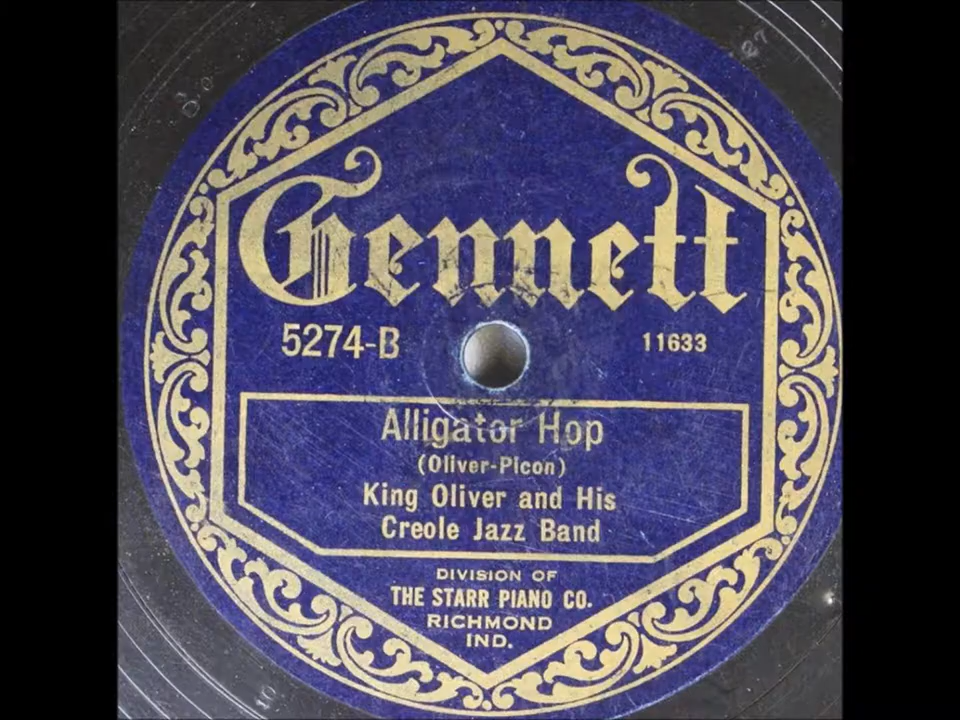 Gennett
5274-B 11633
Alligator Hop
(Oliver-Picon)
King Oliver and His
Creole Jazz Band
DIVISION OF
THE STARR PIANO CO.
RICHMOND
IND.